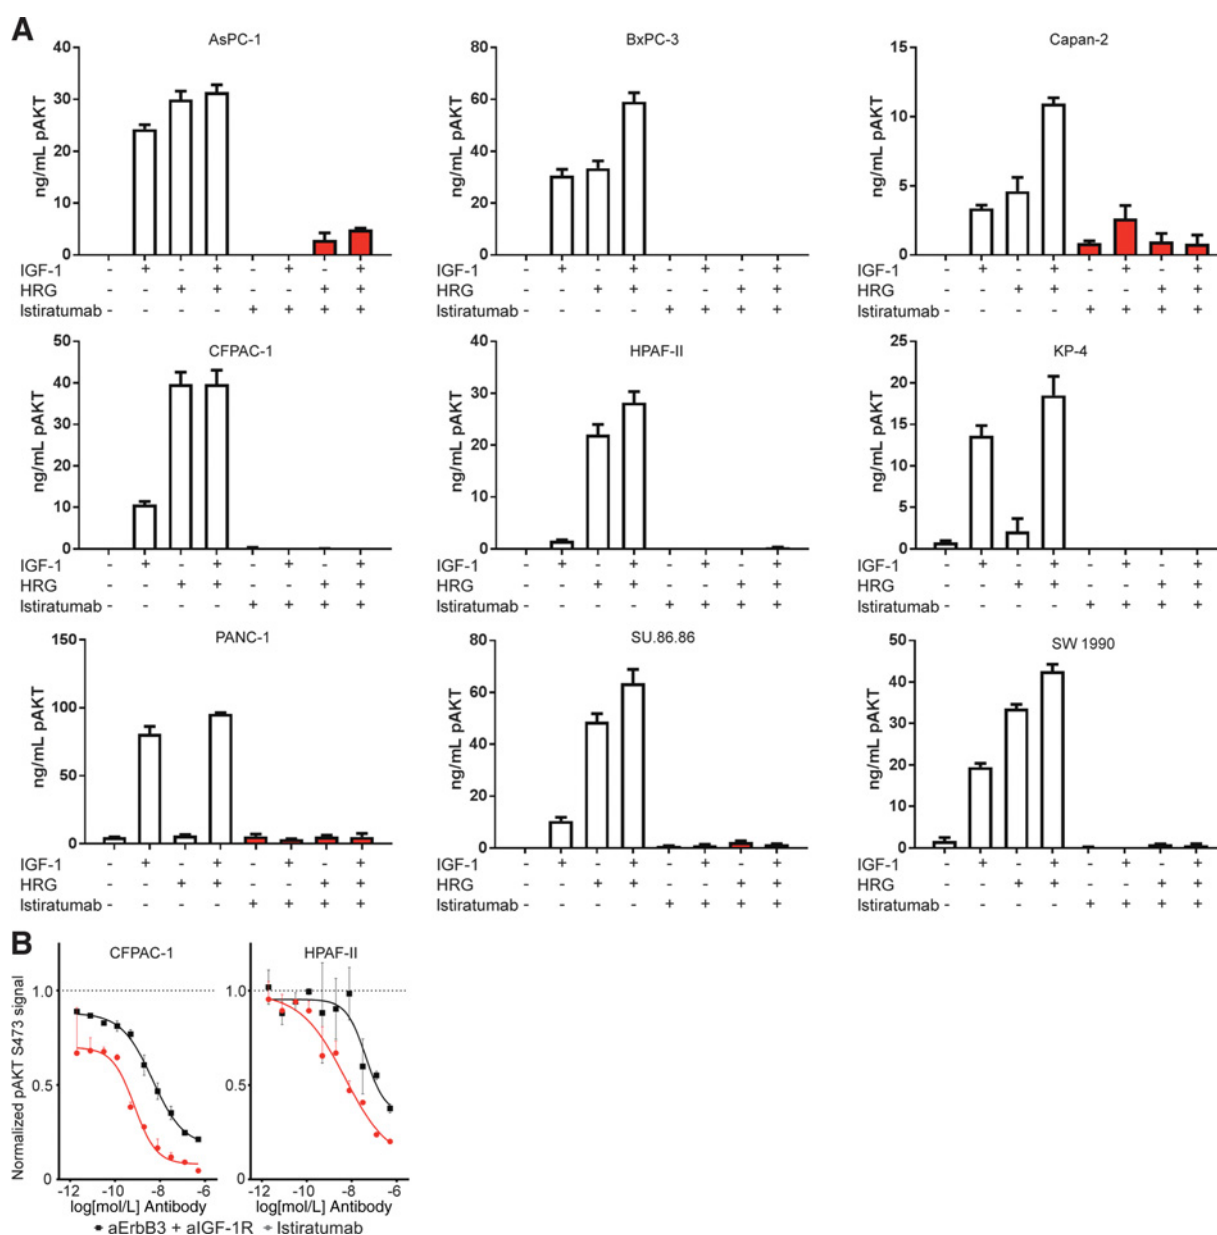 A
AsPC-1
ng/mL pAKT
40
30
20
10
0
IGF-1 - + - + - + - +
HRG - - + + - - + +
Istiratumab - - - - + + + +
BxPC-3
ng/mL pAKT
80
60
40
20
0
IGF-1 - + - + - + - +
HRG - - + + - - + +
Istiratumab - - - - + + + +
Capan-2
ng/mL pAKT
15
10
5
0
IGF-1 - + - + - + - +
HRG - - + + - - + +
Istiratumab - - - - + + + +
CFPAC-1
ng/mL pAKT
50
40
30
20
10
0
IGF-1 - + - + - + - +
HRG - - + + - - + +
Istiratumab - - - - + + + +
HPAF-II
ng/mL pAKT
40
30
20
10
0
IGF-1 - + - + - + - +
HRG - - + + - - + +
Istiratumab - - - - + + + +
KP-4
ng/mL pAKT
25
20
15
10
5
0
IGF-1 - + - + - + - +
HRG - - + + - - + +
Istiratumab - - - - + + + +
PANC-1
ng/mL pAKT
150
100
50
0
IGF-1 - + - + - + - +
HRG - - + + - - + +
Istiratumab - - - - + + + +
SU.86.86
ng/mL pAKT
80
60
40
20
0
IGF-1 - + - + - + - +
HRG - - + + - - + +
Istiratumab - - - - + + + +
SW 1990
ng/mL pAKT
50
40
30
20
10
0
IGF-1 - + - + - + - +
HRG - - + + - - + +
Istiratumab - - - - + + + +
B
CFPAC-1
Normalized pAKT S473 signal
1.0
0.5
0
-12 -10 -8 -6
log[mol/L] Antibody
HPAF-II
1.0
0.5
0
-12 -10 -8 -6
log[mol/L] Antibody
aErbB3 + aIGF-1R Istiratumab